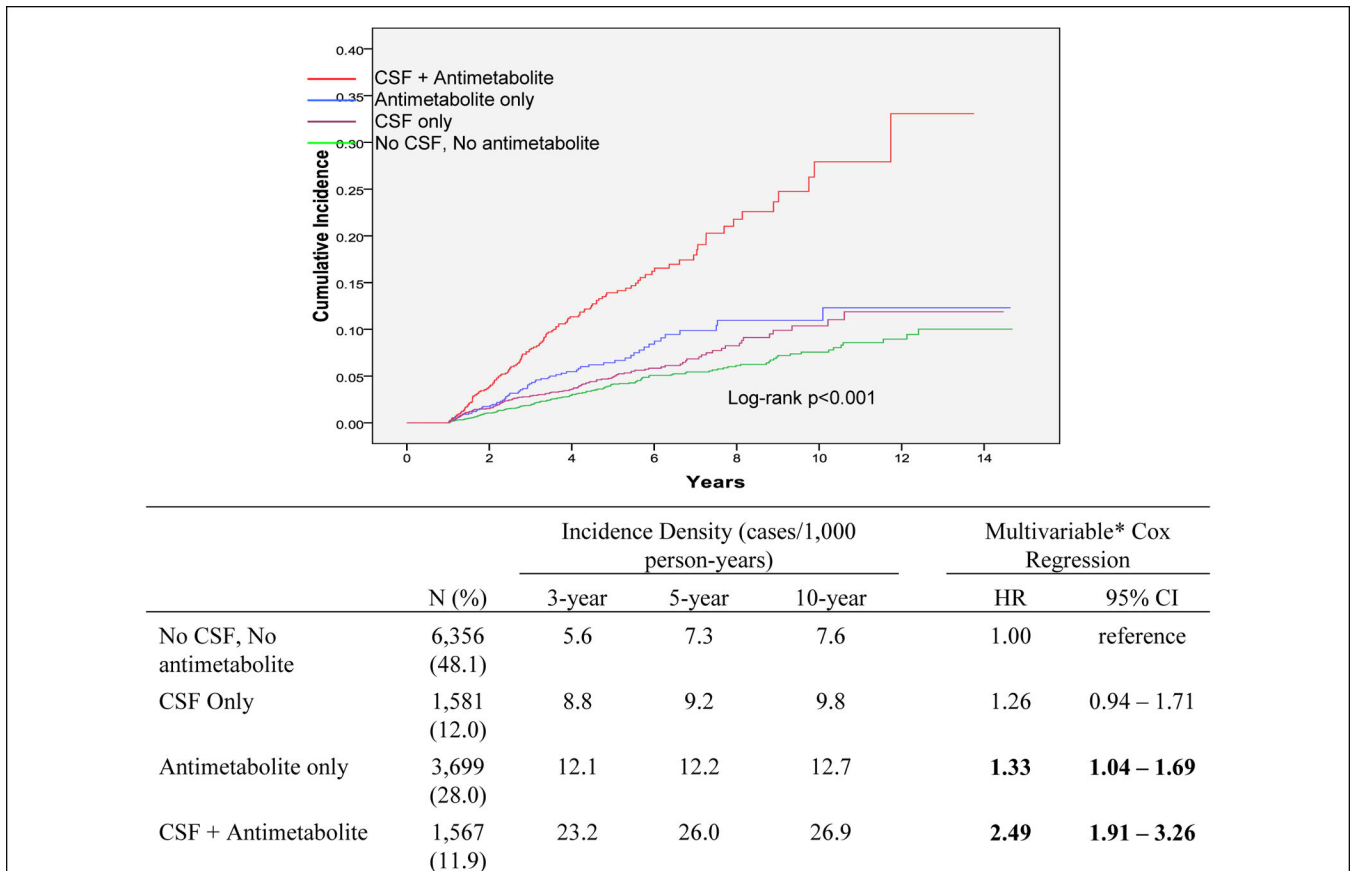 0.40
CSF + Antimetabolite
0.35
Antimetabolite only
CSF only
0.30
No CSF, No antimetabolite
0.25
0.20
0.15
0.10
0.05
0.00
Cumulative Incidence
Log-rank p<0.001
0 2 4 6 8 10 12 14
Years
Incidence Density (cases/1,000 Multivariable* Cox
person-years) Regression
N (%) 3-year 5-year 10-year HR 95% CI
No CSF, No 6,356 5.6 7.3 7.6 1.00 reference
antimetabolite (48.1)
CSF Only 1,581 8.8 9.2 9.8 1.26 0.94 – 1.71
(12.0)
Antimetabolite only 3,699 12.1 12.2 12.7 1.33 1.04 – 1.69
(28.0)
CSF + Antimetabolite 1,567 23.2 26.0 26.9 2.49 1.91 – 3.26
(11.9)